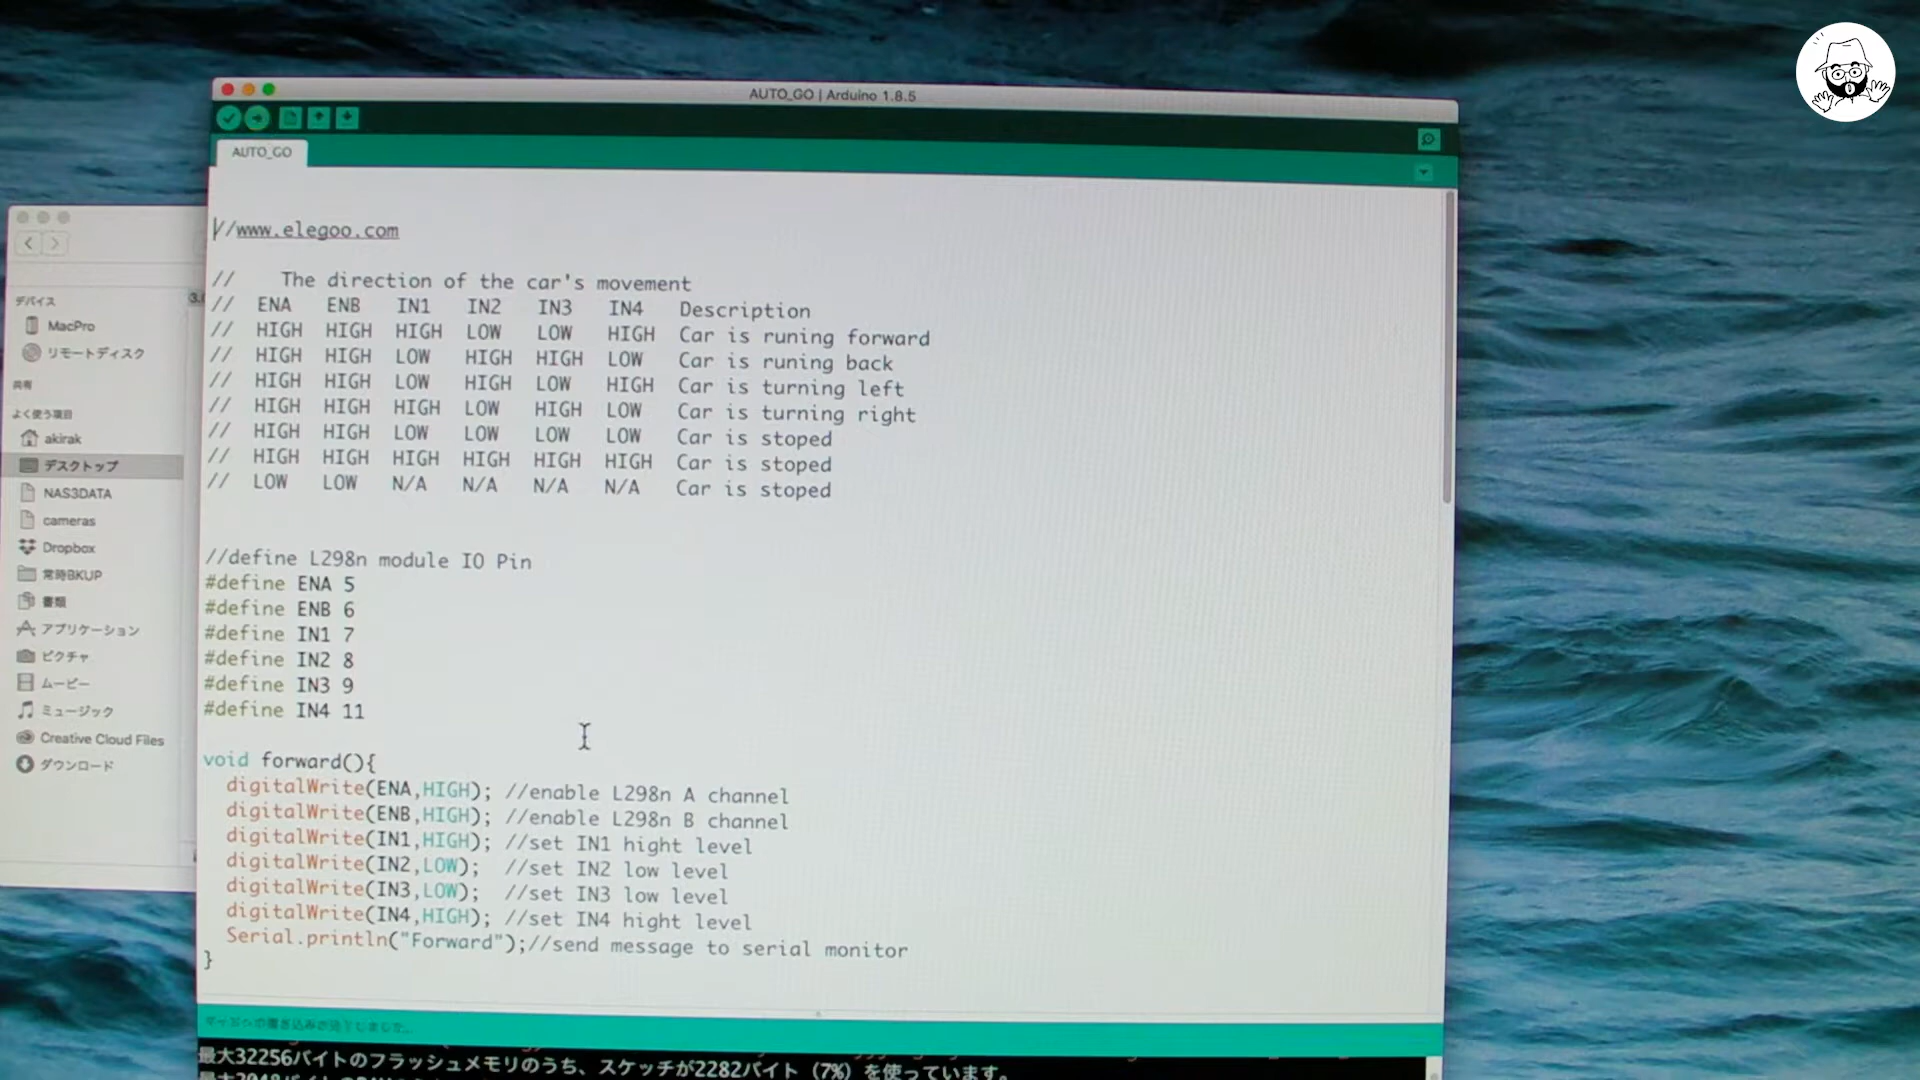 AUTO_GO | Arduino 1.8.5
AUTO_GO
//www.elegoo.com
//    The direction of the car's movement
//  ENA   ENB   IN1   IN2   IN3   IN4   Description
//  HIGH  HIGH  HIGH  LOW   LOW   HIGH  Car is runing forward
//  HIGH  HIGH  LOW   HIGH  HIGH  LOW   Car is runing back
//  HIGH  HIGH  LOW   HIGH  LOW   HIGH  Car is turning left
//  HIGH  HIGH  HIGH  LOW   HIGH  LOW   Car is turning right
//  HIGH  HIGH  LOW   LOW   LOW   LOW   Car is stoped
//  HIGH  HIGH  HIGH  HIGH  HIGH  HIGH  Car is stoped
//  LOW   LOW   N/A   N/A   N/A   N/A   Car is stoped
//define L298n module IO Pin
#define ENA 5
#define ENB 6
#define IN1 7
#define IN2 8
#define IN3 9
#define IN4 11
void forward(){
digitalWrite(ENA,HIGH); //enable L298n A channel
digitalWrite(ENB,HIGH); //enable L298n B channel
digitalWrite(IN1,HIGH); //set IN1 hight level
digitalWrite(IN2,LOW);  //set IN2 low level
digitalWrite(IN3,LOW);  //set IN3 low level
digitalWrite(IN4,HIGH); //set IN4 hight level
Serial.println("Forward");//send message to serial monitor
}
最大32256バイトのフラッシュメモリのうち、スケッチが2282バイト（7%）を使っています。
デバイス
MacPro
リモートディスク
共有
よく使う項目
akirak
デスクトップ
NAS3DATA
cameras
Dropbox
常時BKUP
書類
アプリケーション
ピクチャ
ムービー
ミュージック
Creative Cloud Files
ダウンロード